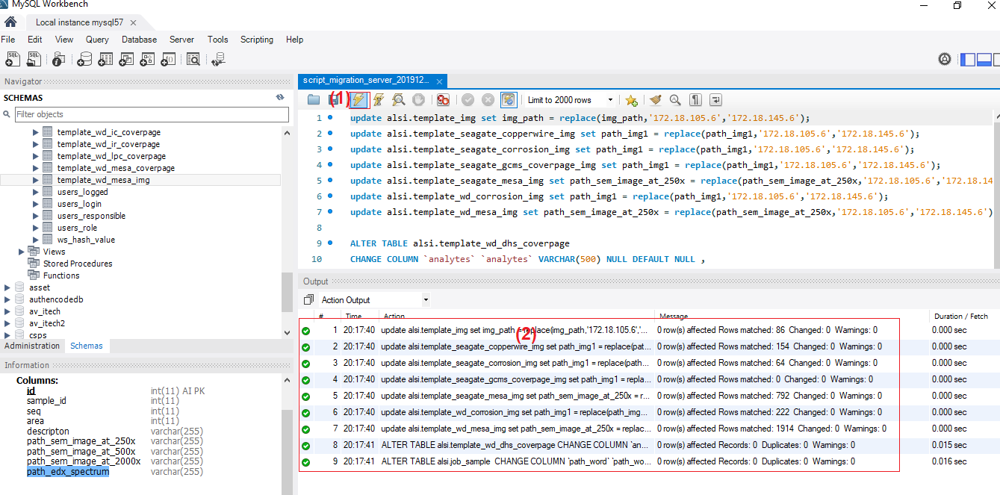 MySQL Workbench
Local instance mysql57
File Edit View Query Database Server Tools Scripting Help
Navigator
SCHEMAS
Filter objects
template_wd_ic_coverpage
template_wd_ir_coverpage
template_wd_lpc_coverpage
template_wd_mesa_coverpage
template_wd_mesa_img
users_logged
users_login
users_responsible
users_role
ws_hash_value
Views
Stored Procedures
Functions
asset
authencodedb
av_itech
av_itech2
csps
Administration Schemas
Information
Columns:
id int(11) AI PK
sample_id int(11)
seq int(11)
area int(11)
descripton varchar(255)
path_sem_image_at_250x varchar(255)
path_sem_image_at_500x varchar(255)
path_sem_image_at_2000x varchar(255)
path_edx_spectrum varchar(255)
script_migration_server_201912...
(1)
Limit to 2000 rows
1 update alsi.template_img set img_path = replace(img_path,'172.18.105.6','172.18.145.6');
2 update alsi.template_seagate_copperwire_img set path_img1 = replace(path_img1,'172.18.105.6','172.18.145.6');
3 update alsi.template_seagate_corrosion_img set path_img1 = replace(path_img1,'172.18.105.6','172.18.145.6');
4 update alsi.template_seagate_gcms_coverpage_img set path_img1 = replace(path_img1,'172.18.105.6','172.18.145.6');
5 update alsi.template_seagate_mesa_img set path_sem_image_at_250x = replace(path_sem_image_at_250x,'172.18.105.6','172.18.14
6 update alsi.template_wd_corrosion_img set path_img1 = replace(path_img1,'172.18.105.6','172.18.145.6');
7 update alsi.template_wd_mesa_img set path_sem_image_at_250x = replace(path_sem_image_at_250x,'172.18.105.6','172.18.145.6')
8
9 ALTER TABLE alsi.template_wd_dhs_coverpage
10 CHANGE COLUMN `analytes` `analytes` VARCHAR(500) NULL DEFAULT NULL ,
Output
Action Output
# Time Action Message Duration / Fetch
(2)
1 20:17:40 update alsi.template_img set img_path = replace(img_path,'172.18.105.6','... 0 row(s) affected Rows matched: 86 Changed: 0 Warnings: 0 0.000 sec
2 20:17:40 update alsi.template_seagate_copperwire_img set path_img1 = replace(pat... 0 row(s) affected Rows matched: 154 Changed: 0 Warnings: 0 0.000 sec
3 20:17:40 update alsi.template_seagate_corrosion_img set path_img1 = replace(path... 0 row(s) affected Rows matched: 64 Changed: 0 Warnings: 0 0.000 sec
4 20:17:40 update alsi.template_seagate_gcms_coverpage_img set path_img1 = repla... 0 row(s) affected Rows matched: 0 Changed: 0 Warnings: 0 0.000 sec
5 20:17:40 update alsi.template_seagate_mesa_img set path_sem_image_at_250x = r... 0 row(s) affected Rows matched: 792 Changed: 0 Warnings: 0 0.000 sec
6 20:17:40 update alsi.template_wd_corrosion_img set path_img1 = replace(path_img... 0 row(s) affected Rows matched: 222 Changed: 0 Warnings: 0 0.000 sec
7 20:17:40 update alsi.template_wd_mesa_img set path_sem_image_at_250x = replac... 0 row(s) affected Rows matched: 1914 Changed: 0 Warnings: 0 0.000 sec
8 20:17:41 ALTER TABLE alsi.template_wd_dhs_coverpage CHANGE COLUMN `an... 0 row(s) affected Records: 0 Duplicates: 0 Warnings: 0 0.015 sec
9 20:17:41 ALTER TABLE alsi.job_sample CHANGE COLUMN `path_word` `path_wo... 0 row(s) affected Records: 0 Duplicates: 0 Warnings: 0 0.016 sec